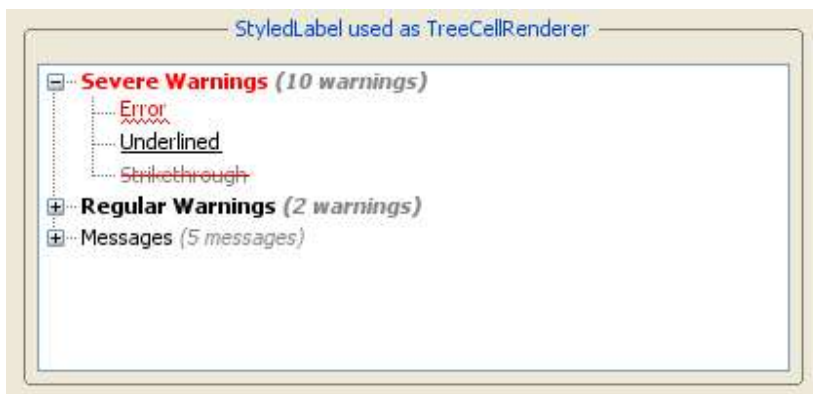 StyledLabel used as TreeCellRenderer
Severe Warnings (10 warnings)
Error
Underlined
Strikethrough
Regular Warnings (2 warnings)
Messages (5 messages)